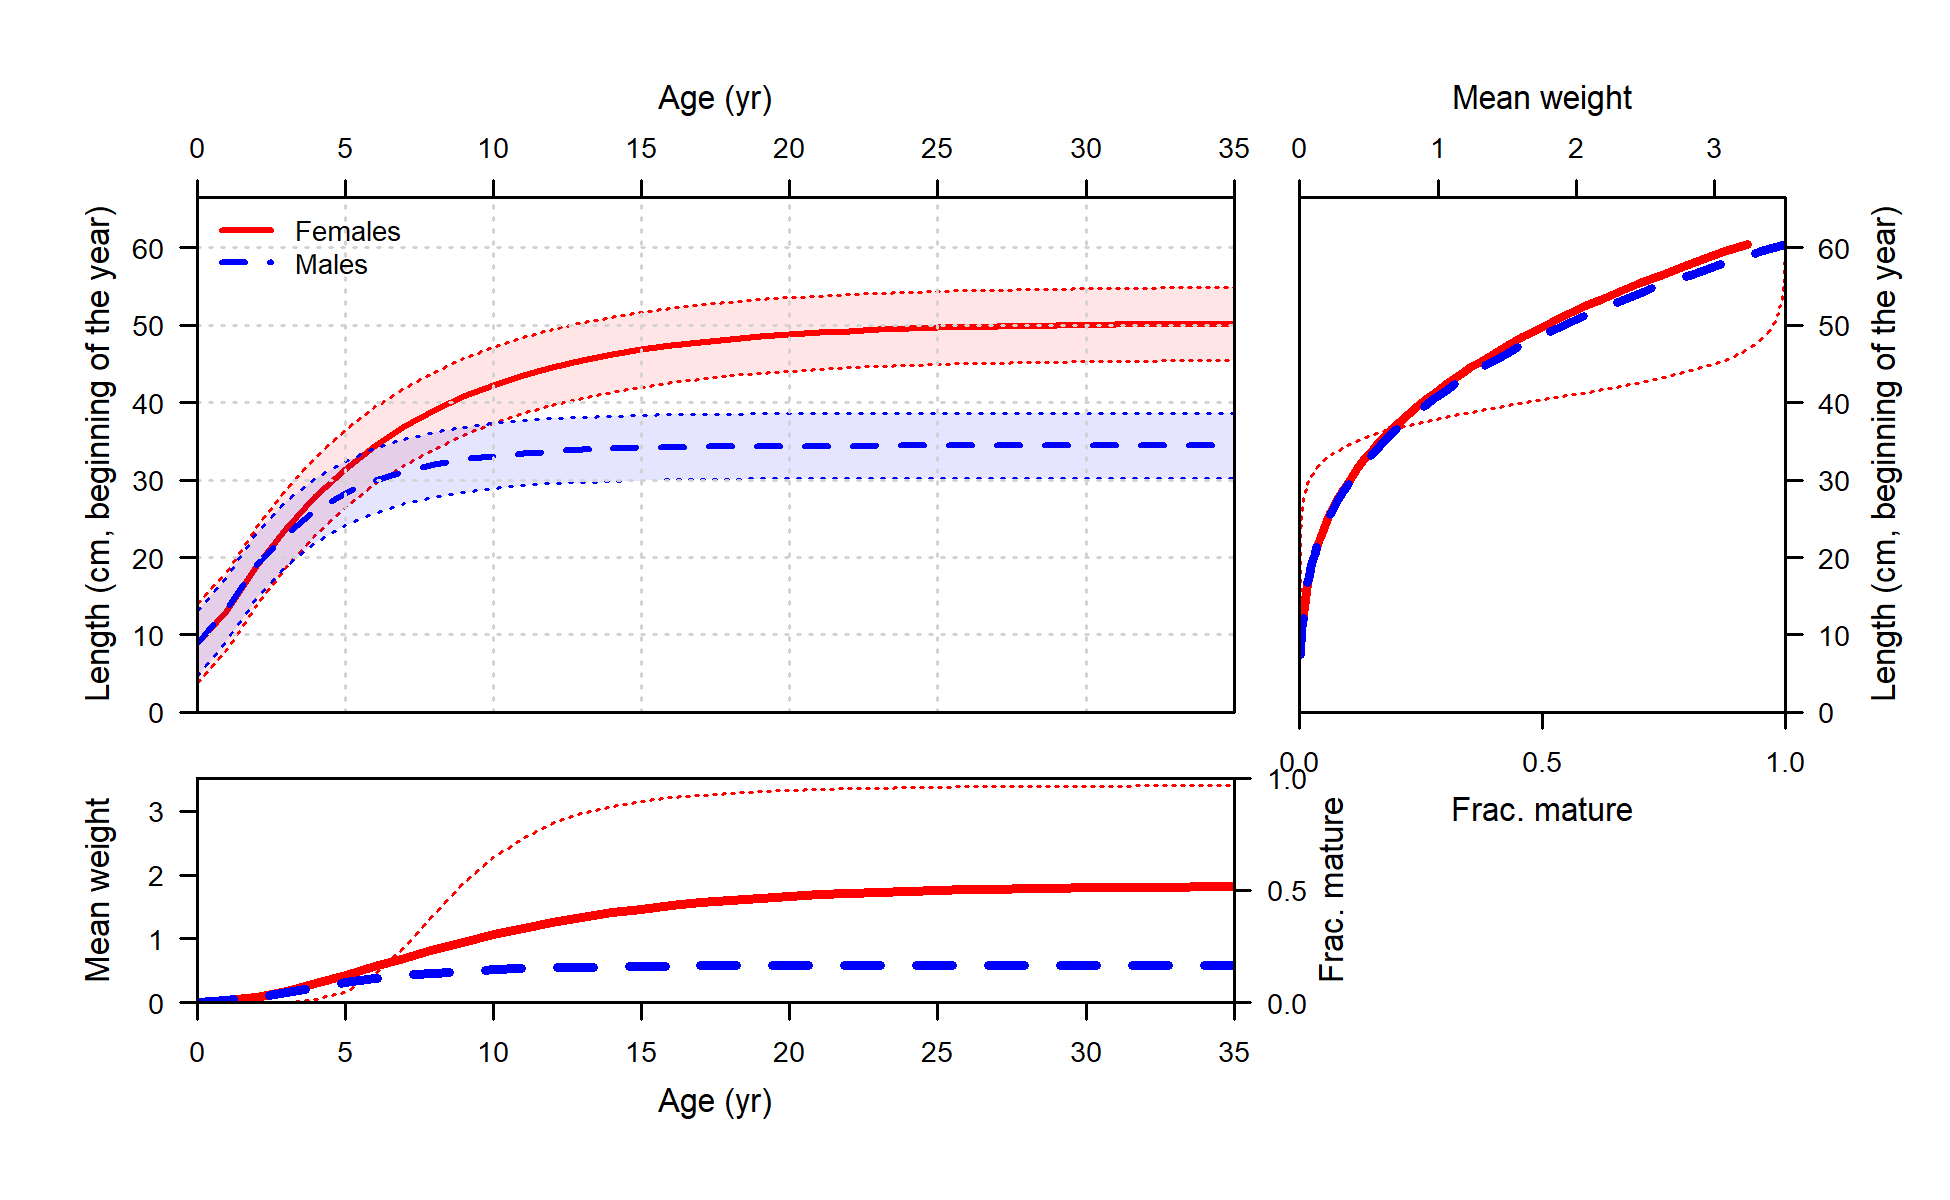 Age (yr)
0 5 10 15 20 25 30 35
Length (cm, beginning of the year)
60
50
40
30
20
10
0
Females
Males
Mean weight
0 1 2 3
Length (cm, beginning of the year)
60
50
40
30
20
10
0
0.0 0.5 1.0
Frac. mature
Mean weight
3
2
1
0
1.0
0.5
0.0
Frac. mature
0 5 10 15 20 25 30 35
Age (yr)